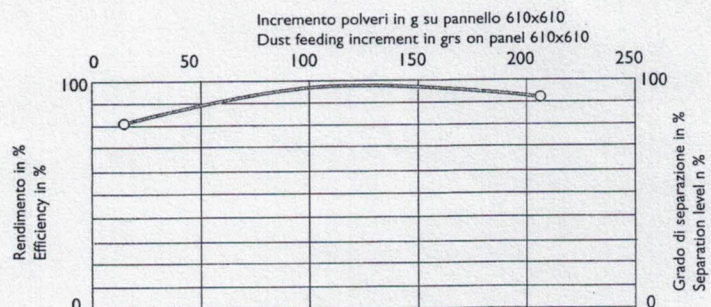 Incremento polveri in g su pannello 610x610
Dust feeding increment in grs on panel 610x610
0 50 100 150 200 250
100 100
Rendimento in %
Efficiency in %
Grado di separazione in %
Separation level n %
0 0